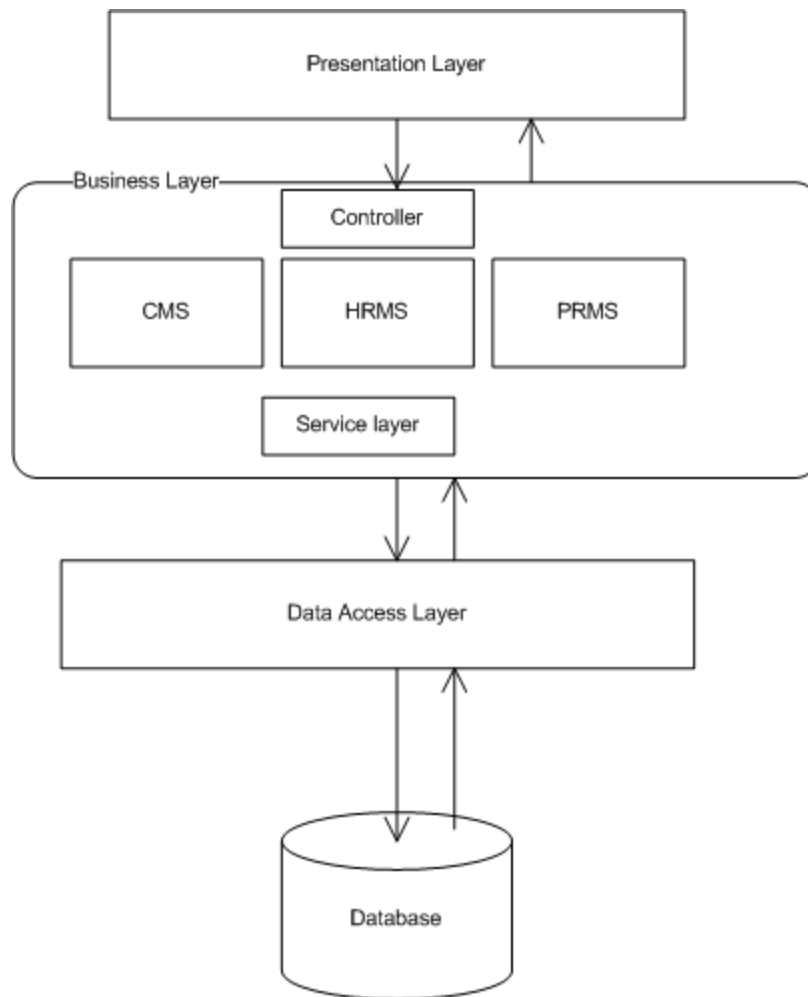 Presentation Layer
Business Layer
Controller
CMS
HRMS
PRMS
Service layer
Data Access Layer
Database